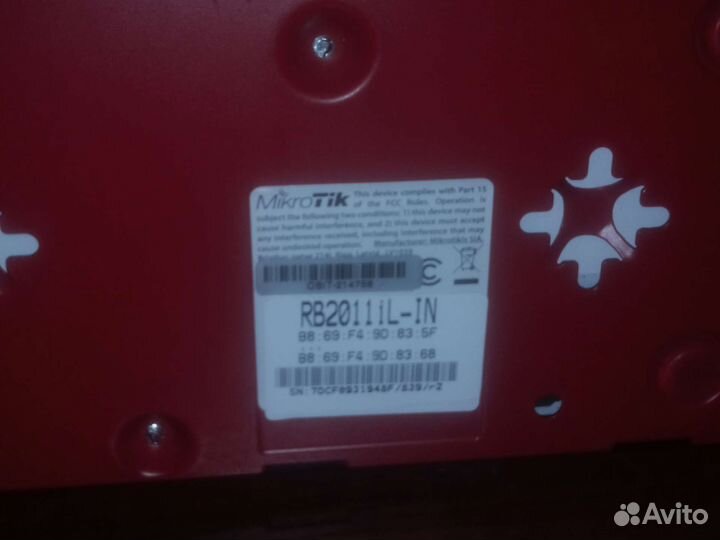 MikroTik This device complies with Part 15
of the FCC Rules. Operation is
subject the following two conditions: 1) this device may not
cause harmful interference, and 2) this device must accept
any interference received, including interference that may
cause undesired operation. Manufacturer: Mikrotikls SIA,
RB2011iL-IN
B8:69:F4:9D:83:5F
...
B8:69:F4:9D:83:68
Avito